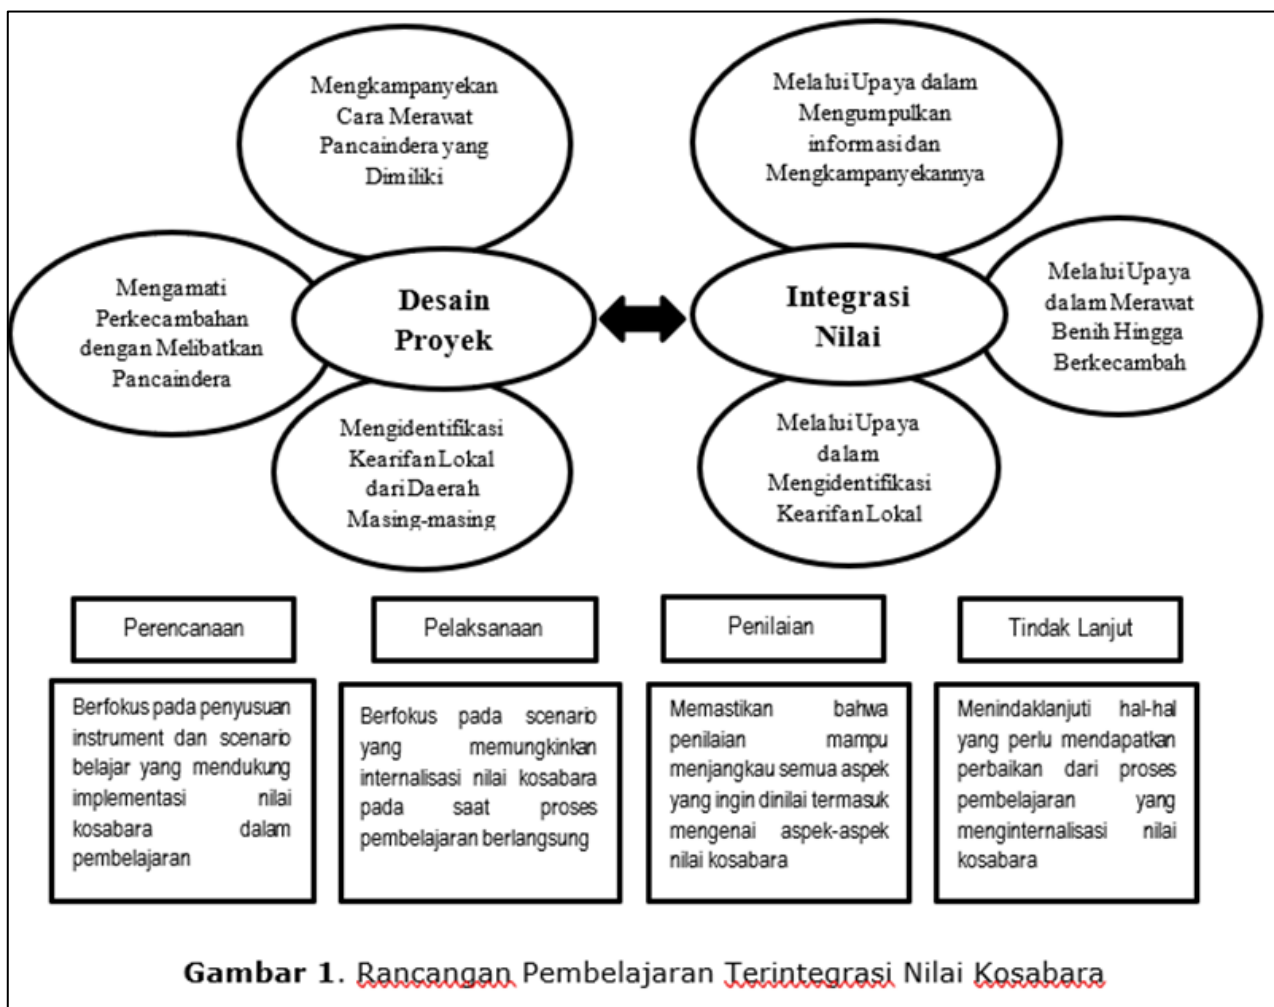 Mengkampanyekan
Cara Merawat
Pancaindera yang
Dimiliki
Melalui Upaya dalam
Mengumpulkan
informasi dan
Mengkampanyekannya
Mengamati
Perkecambahan
dengan Melibatkan
Pancaindera
Desain
Proyek
Integrasi
Nilai
Melalui Upaya
dalam Merawat
Benih Hingga
Berkecambah
Mengidentifikasi
Kearifan Lokal
dari Daerah
Masing-masing
Melalui Upaya
dalam
Mengidentifikasi
Kearifan Lokal
Perencanaan
Pelaksanaan
Penilaian
Tindak Lanjut
Berfokus pada penyusuan
instrument dan scenario
belajar yang mendukung
implementasi nilai
kosabara dalam
pembelajaran
Berfokus pada scenario
yang memungkinkan
internalisasi nilai kosabara
pada saat proses
pembelajaran berlangsung
Memastikan bahwa
penilaian mampu
menjangkau semua aspek
yang ingin dinilai termasuk
mengenai aspek-aspek
nilai kosabara
Menindaklanjuti hal-hal
yang perlu mendapatkan
perbaikan dari proses
pembelajaran yang
menginternalisasi nilai
kosabara
Gambar 1. Rancangan Pembelajaran Terintegrasi Nilai Kosabara